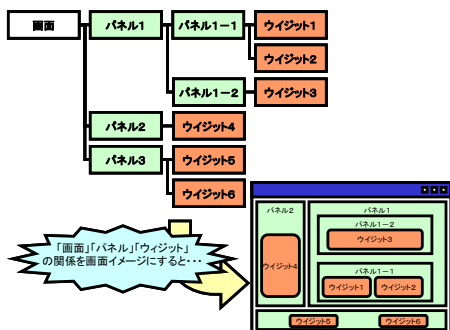 画面
パネル1
パネル1－1
ウイジット1
ウイジット2
パネル1－2
ウイジット3
パネル2
ウイジット4
パネル3
ウイジット5
ウイジット6
「画面」「パネル」「ウィジット」
の関係を画面イメージにすると・・・
パネル2
ウイジット4
パネル1
パネル1－2
ウイジット3
パネル1－1
ウイジット1
ウイジット2
ウイジット5
ウイジット6